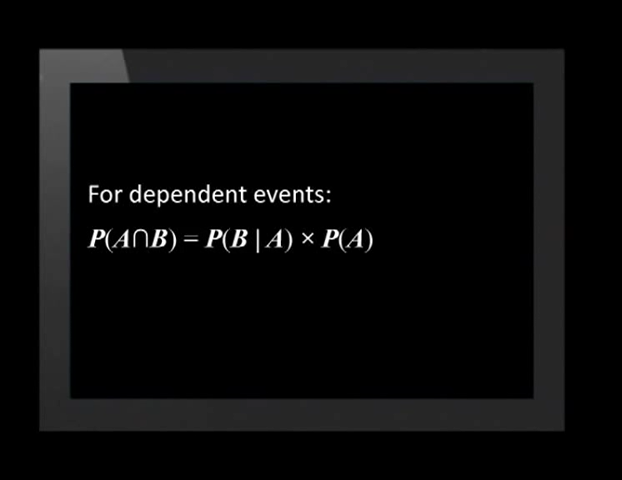 For dependent events:
P(A∩B) = P(B | A) × P(A)